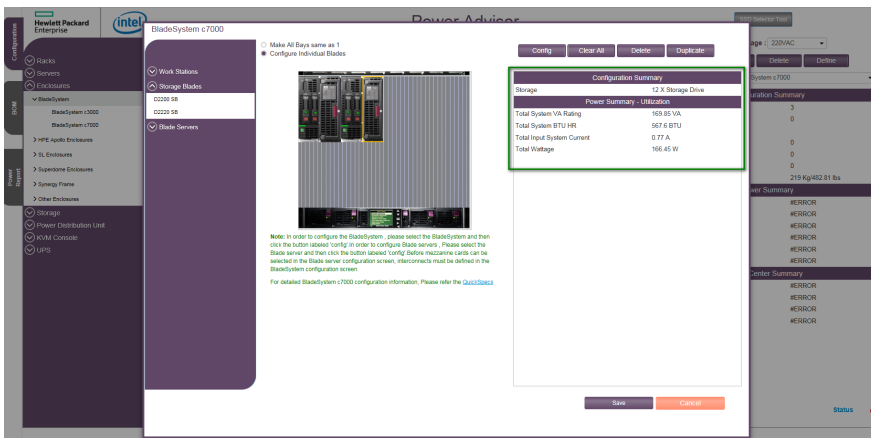 Hewlett Packard
Enterprise
intel
Power Advisor
SSD Selector Tool
Configuration
BOM
Power
Report
Racks
Servers
Enclosures
BladeSystem
BladeSystem c3000
BladeSystem c7000
HPE Apollo Enclosures
SL Enclosures
Superdome Enclosures
Synergy Frame
Other Enclosures
Storage
Power Distribution Unit
KVM Console
UPS
BladeSystem c7000
Work Stations
Storage Blades
D2200 SB
D2220 SB
Blade Servers
Make All Bays same as 1
Configure Individual Blades
Note: In order to configure the BladeSystem , please select the BladeSystem and then
click the button labeled 'config'.In order to configure Blade servers , Please select the
Blade server and then click the button labeled 'config'.Before mezzanine cards can be
selected in the Blade server configuration screen, interconnects must be defined in the
BladeSystem configuration screen.
For detailed BladeSystem c7000 configuration information, Please refer the QuickSpecs
Config Clear All Delete Duplicate
Configuration Summary
Storage 12 X Storage Drive
Power Summary - Utilization
Total System VA Rating 169.85 VA
Total System BTU HR 567.6 BTU
Total Input System Current 0.77 A
Total Wattage 166.45 W
Save Cancel
age : 220VAC
Delete Define
System c7000
uration Summary
3
0
0
0
0
219 Kg/482.81 lbs
wer Summary
#ERROR
#ERROR
#ERROR
#ERROR
#ERROR
#ERROR
Center Summary
#ERROR
#ERROR
#ERROR
Status